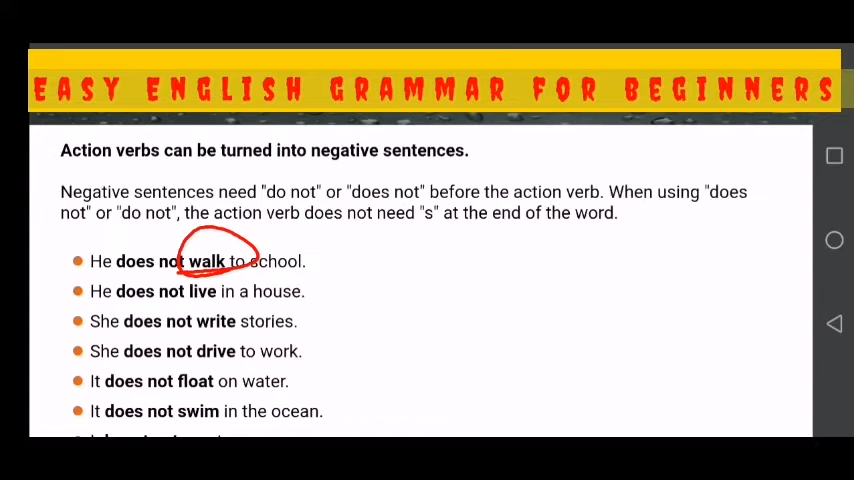 EASY ENGLISH GRAMMAR FOR BEGINNERS
Action verbs can be turned into negative sentences.
Negative sentences need "do not" or "does not" before the action verb. When using "does
not" or "do not", the action verb does not need "s" at the end of the word.
He does not walk to school.
He does not live in a house.
She does not write stories.
She does not drive to work.
It does not float on water.
It does not swim in the ocean.